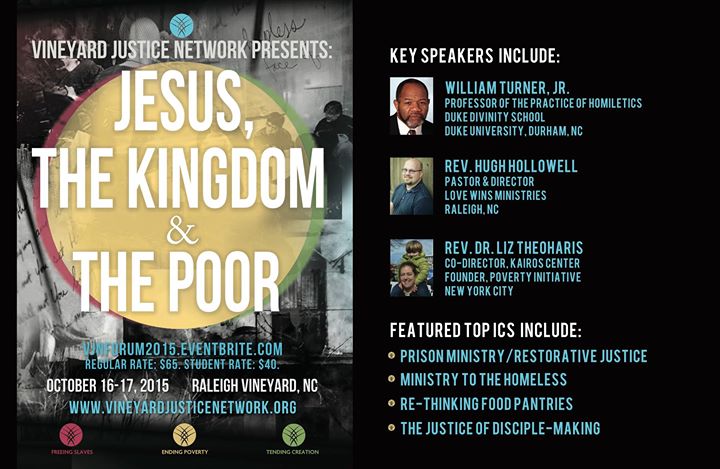 VINEYARD JUSTICE NETWORK PRESENTS:
JESUS,
THE KINGDOM
&
THE POOR
VJNFORUM2015.EVENTBRITE.COM
REGULAR RATE: $65. STUDENT RATE: $40.
OCTOBER 16-17, 2015 RALEIGH VINEYARD, NC
WWW.VINEYARDJUSTICENETWORK.ORG
FREEING SLAVES
ENDING POVERTY
TENDING CREATION
KEY SPEAKERS INCLUDE:
WILLIAM TURNER, JR.
PROFESSOR OF THE PRACTICE OF HOMILETICS
DUKE DIVINITY SCHOOL
DUKE UNIVERSITY, DURHAM, NC
REV. HUGH HOLLOWELL
PASTOR & DIRECTOR
LOVE WINS MINISTRIES
RALEIGH, NC
REV. DR. LIZ THEOHARIS
CO-DIRECTOR, KAIROS CENTER
FOUNDER, POVERTY INITIATIVE
NEW YORK CITY
FEATURED TOPICS INCLUDE:
PRISON MINISTRY/RESTORATIVE JUSTICE
MINISTRY TO THE HOMELESS
RE-THINKING FOOD PANTRIES
THE JUSTICE OF DISCIPLE-MAKING